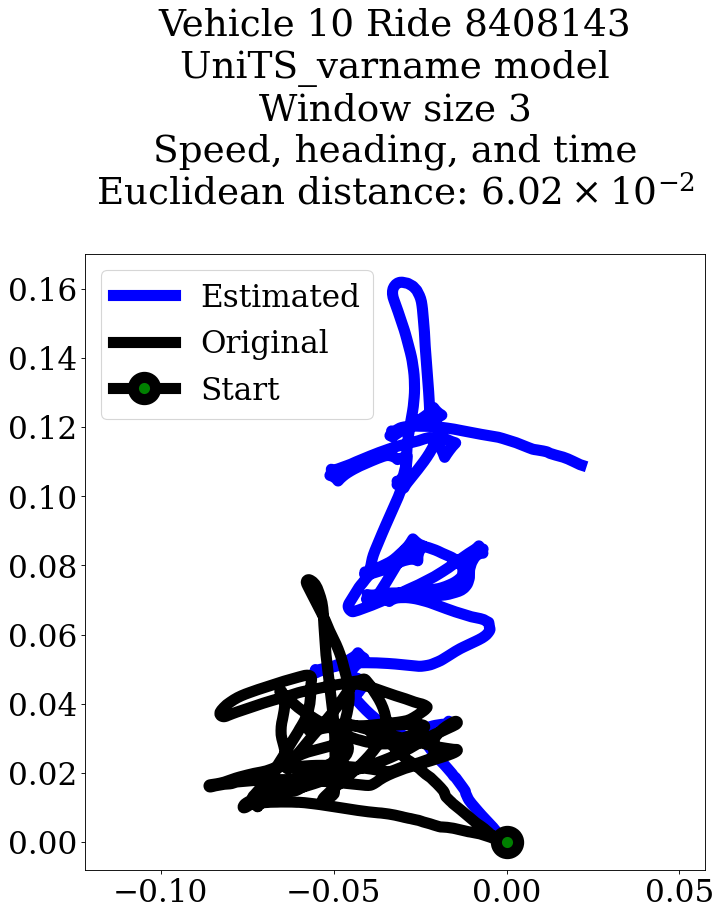 Vehicle 10 Ride 8408143
UniTS_varname model
Window size 3
Speed, heading, and time
Euclidean distance: 6.02 × 10⁻²
Estimated
Original
Start
0.16
0.14
0.12
0.10
0.08
0.06
0.04
0.02
0.00
−0.10 −0.05 0.00 0.05